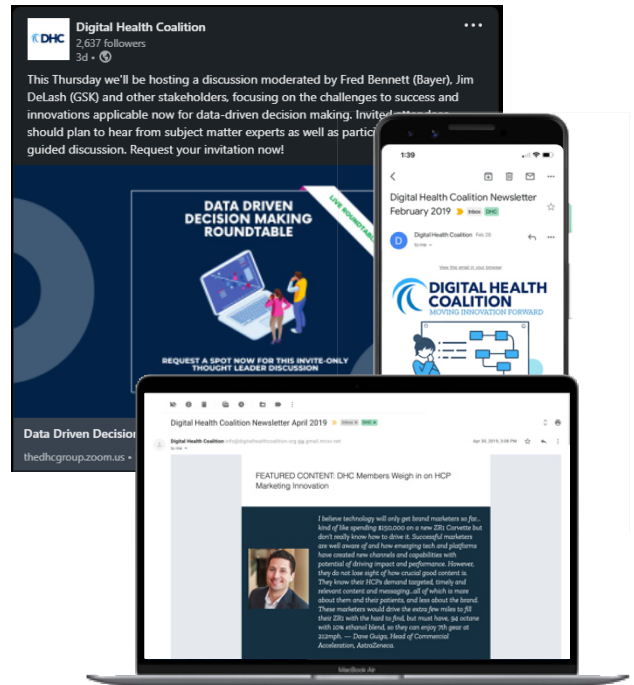 Digital Health Coalition
2,637 followers
3d •
This Thursday we'll be hosting a discussion moderated by Fred Bennett (Bayer), Jim
DeLash (GSK) and other stakeholders, focusing on the challenges to success and
innovations applicable now for data-driven decision making. Invited attendees
should plan to hear from subject matter experts as well as partici
guided discussion. Request your invitation now!
DHC
DATA DRIVEN
DECISION MAKING
ROUNDTABLE
LIVE ROUNDTABLE
REQUEST A SPOT NOW FOR THIS INVITE-ONLY
THOUGHT LEADER DISCUSSION
Data Driven Decision
thedhcgroup.zoom.us •
1:39
Digital Health Coalition Newsletter
February 2019 Inbox DHC
D
Digital Health Coalition Feb 28
to me
View this email in your browser
DIGITAL HEALTH
COALITION
MOVING INNOVATION FORWARD
Digital Health Coalition Newsletter April 2019 Inbox x DHC x
Digital Health Coalition info@digitalhealthcoalition.org via
to me
Apr 30, 2019, 3:08 PM
FEATURED CONTENT: DHC Members Weigh in on HCP
Marketing Innovation
I believe technology will only get brand marketers so far...
kind of like spending $150,000 on a new ZR1 Corvette but
don't really know how to drive it. Successful marketers
are well aware of and how emerging tech and platforms
have created new channels and capabilities with
potential of driving impact and performance. However,
they do not lose sight of how crucial good content is.
They know their HCPs demand targeted, timely and
relevant content and messaging...all of which is more
about them and their patients, and less about the brand.
These marketers would drive the extra few miles to fill
their ZR1 with the hard to find, but must have, 94 octane
with 10% ethanol blend, so they can enjoy 7th gear at
212mph. — Dave Guiga, Head of Commercial
Acceleration, AstraZeneca.
MacBook Air